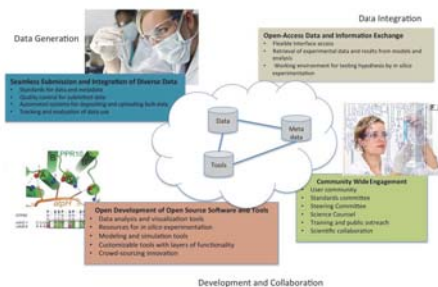 Data Integration
Data Generation
Open-Access Data and Information Exchange
• Flexible interface access
• Retrieval of experimental data and results from models and
analysis
• Working environment for testing hypothesis by in silico
experimentation
Seamless Submission and Integration of Diverse Data
• Standards for data and metadata
• Quality control for submitted data
• Automated systems for depositing and uploading bulk data
• Tracking and evaluation of data use
Data
Meta
data
Tools
PPR10
atpH
Community Wide Engagement
• User community
• Standards committee
• Steering Committee
• Science Counsel
• Training and public outreach
• Scientific collaboration
Open Development of Open Source Software and Tools
• Data analysis and visualization tools
• Resources for in silico experimentation
• Modeling and simulation tools
• Customizable tools with layers of functionality
• Crowd-sourcing innovation
Development and Collaboration